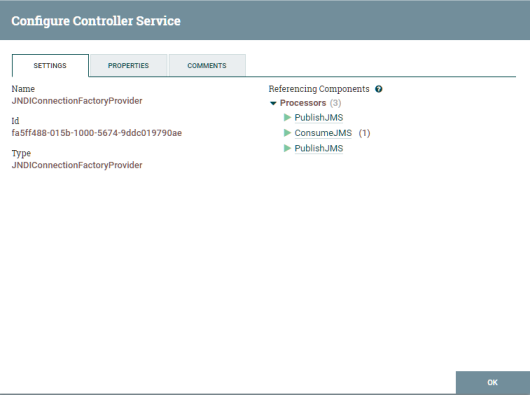 Configure Controller Service
SETTINGS
PROPERTIES
COMMENTS
Name
JNDIConnectionFactoryProvider
Id
fa5ff488-015b-1000-5674-9ddc019790ae
Type
JNDIConnectionFactoryProvider
Referencing Components ?
Processors (3)
PublishJMS
ConsumeJMS (1)
PublishJMS
OK